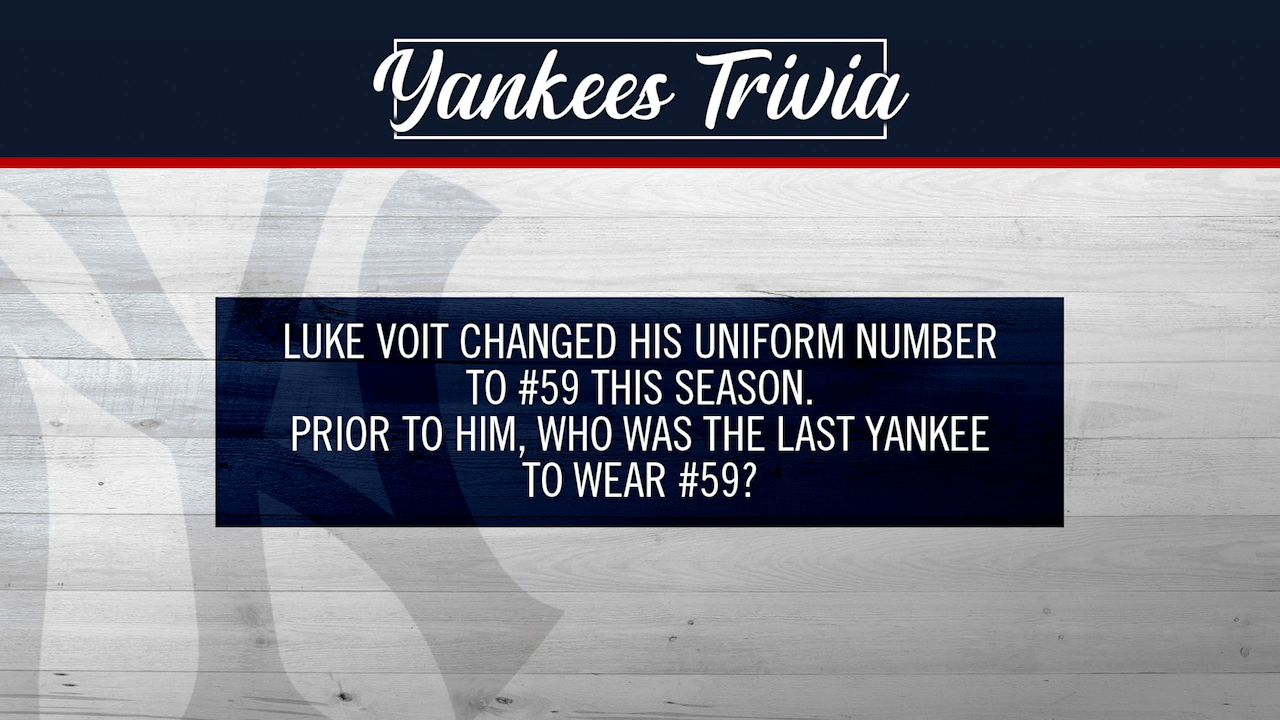 Yankees Trivia
LUKE VOIT CHANGED HIS UNIFORM NUMBER
TO #59 THIS SEASON.
PRIOR TO HIM, WHO WAS THE LAST YANKEE
TO WEAR #59?